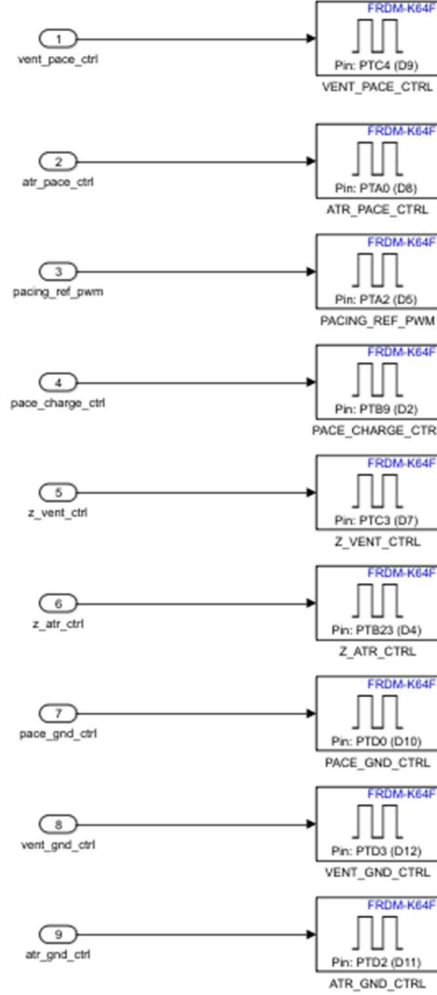 FRDM-K64F
1
vent_pace_ctrl
Pin: PTC4 (D9)
VENT_PACE_CTRL
FRDM-K64F
2
atr_pace_ctrl
Pin: PTA0 (D8)
ATR_PACE_CTRL
FRDM-K64F
3
pacing_ref_pwm
Pin: PTA2 (D5)
PACING_REF_PWM
FRDM-K64F
4
pace_charge_ctrl
Pin: PTB9 (D2)
PACE_CHARGE_CTR
FRDM-K64F
5
z_vent_ctrl
Pin: PTC3 (D7)
Z_VENT_CTRL
FRDM-K64F
6
z_atr_ctrl
Pin: PTB23 (D4)
Z_ATR_CTRL
FRDM-K64F
7
pace_gnd_ctrl
Pin: PTD0 (D10)
PACE_GND_CTRL
FRDM-K64F
8
vent_gnd_ctrl
Pin: PTD3 (D12)
VENT_GND_CTRL
FRDM-K64F
9
atr_gnd_ctrl
Pin: PTD2 (D11)
ATR_GND_CTRL